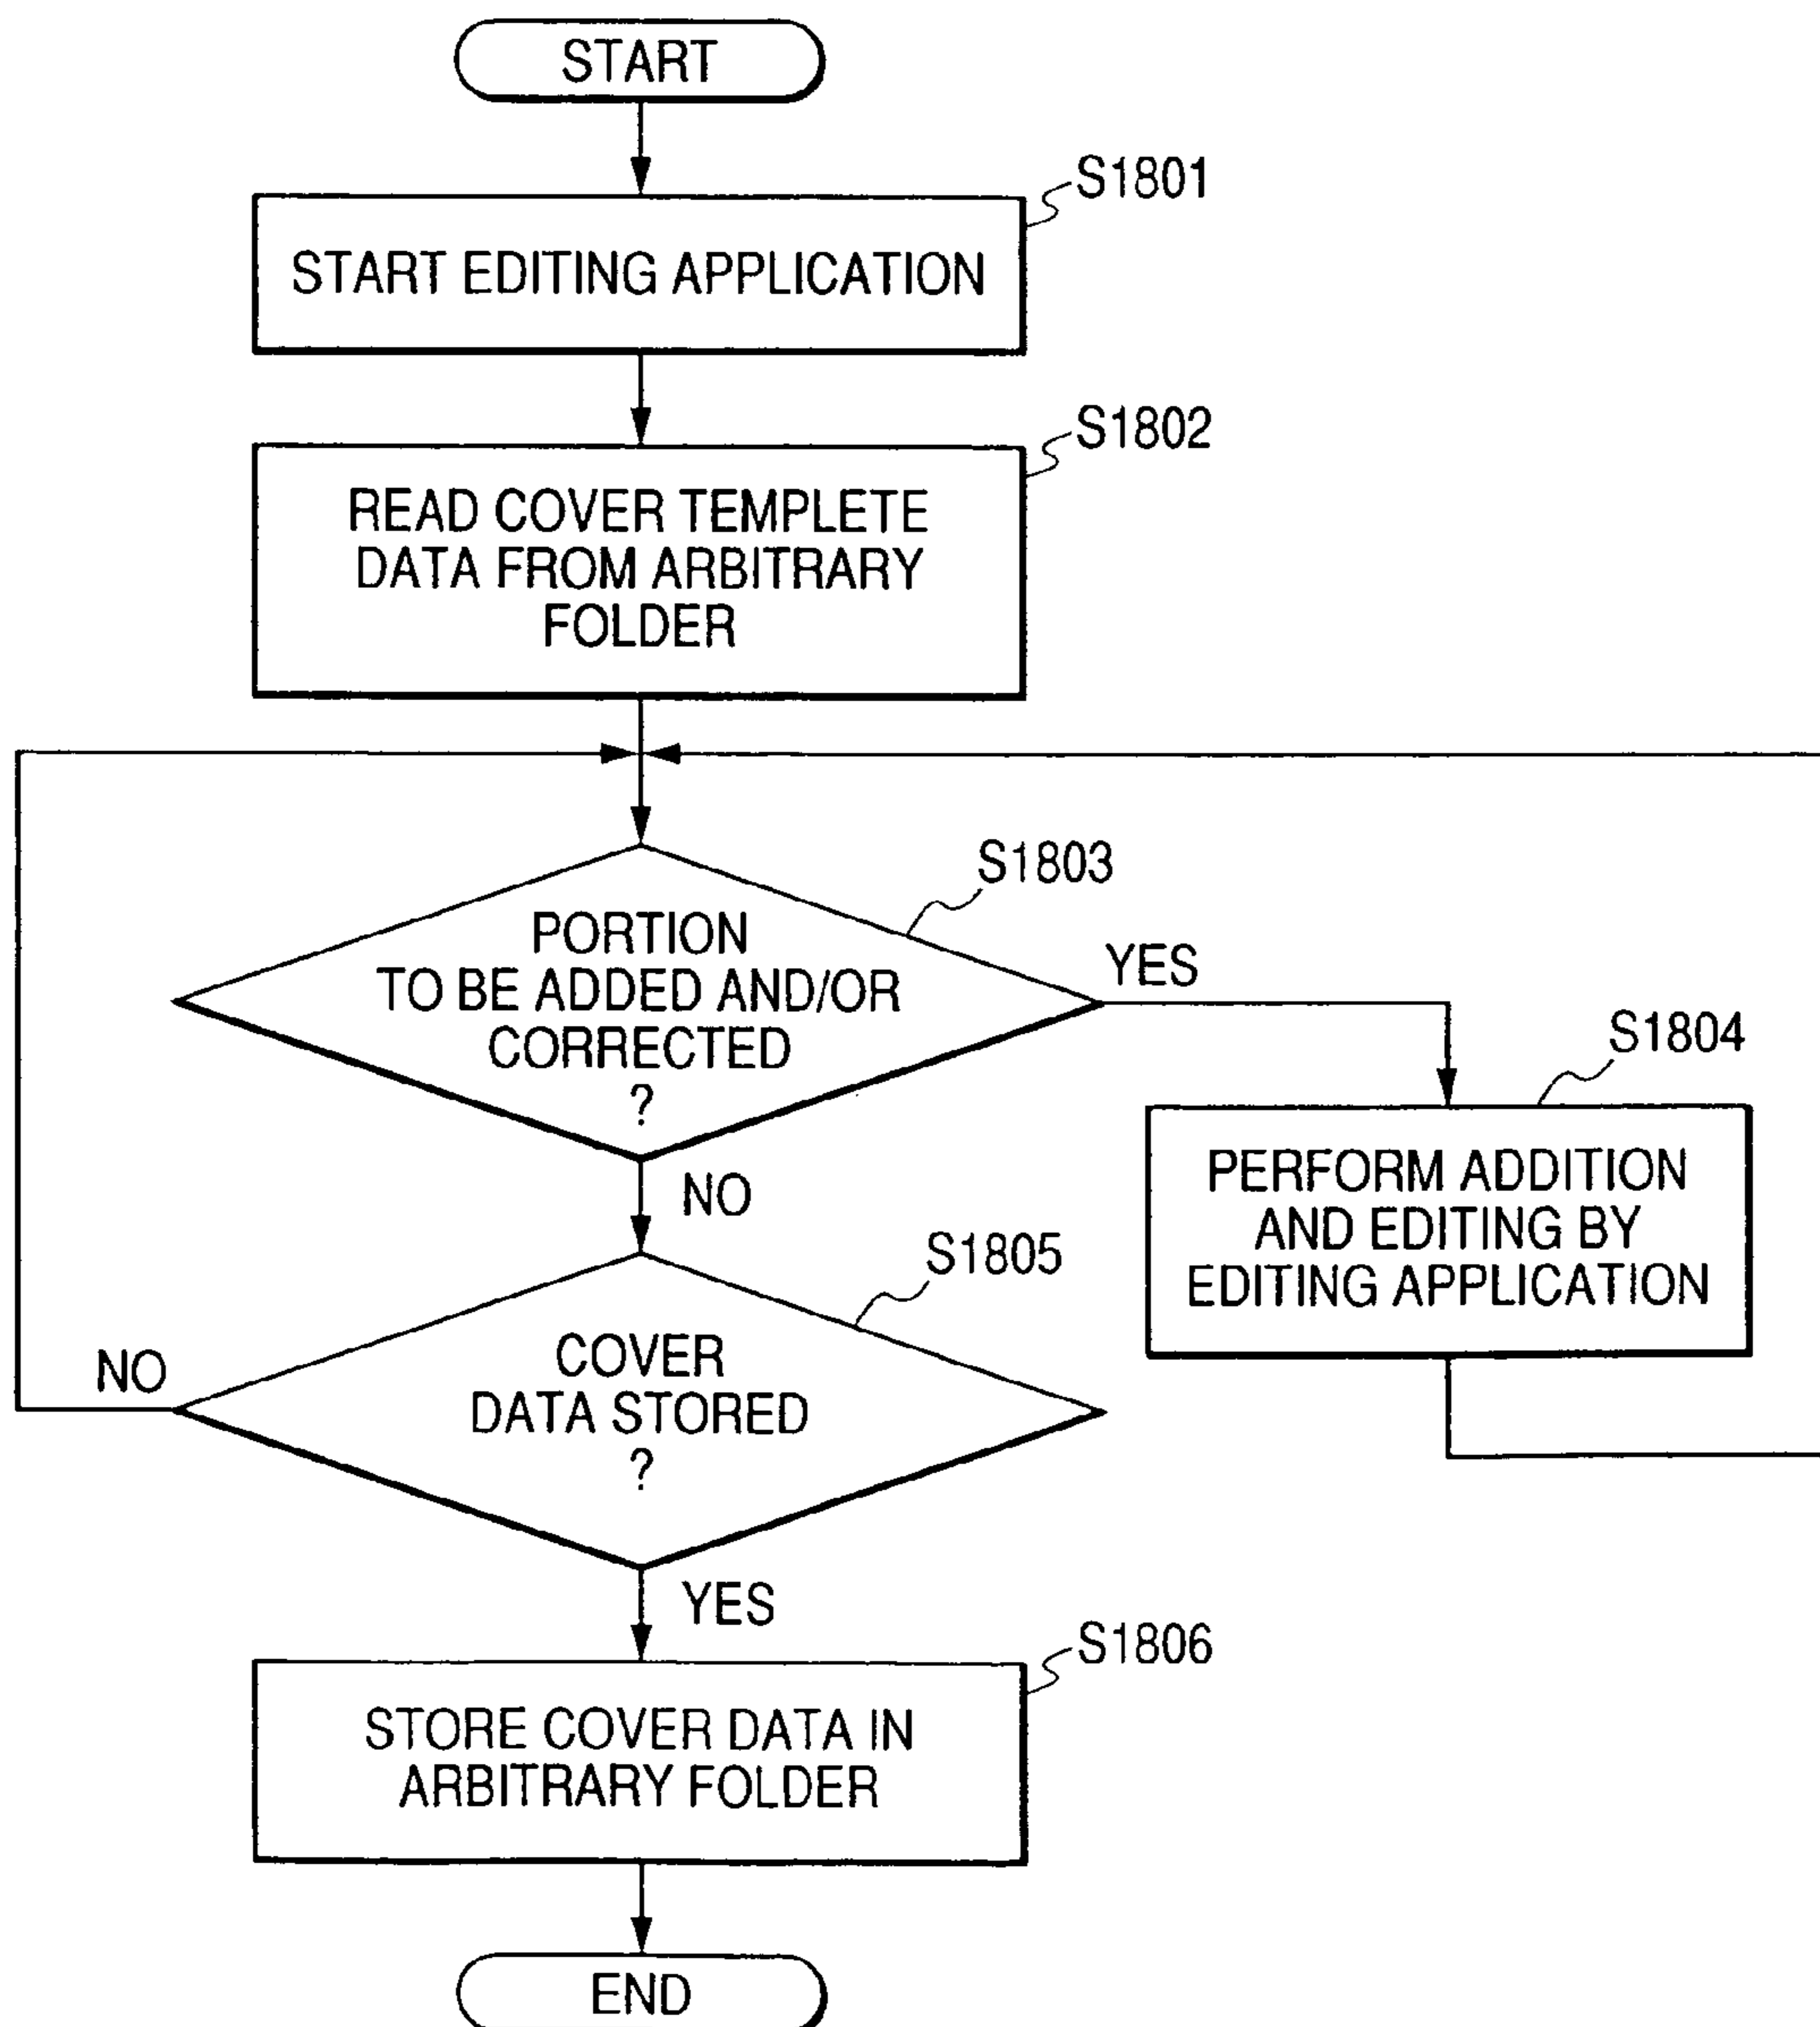 START
S1801
START EDITING APPLICATION
S1802
READ COVER TEMPLETE
DATA FROM ARBITRARY
FOLDER
S1803
PORTION
TO BE ADDED AND/OR
CORRECTED
?
YES
S1804
PERFORM ADDITION
AND EDITING BY
EDITING APPLICATION
NO
S1805
COVER
DATA STORED
?
NO
YES
S1806
STORE COVER DATA IN
ARBITRARY FOLDER
END